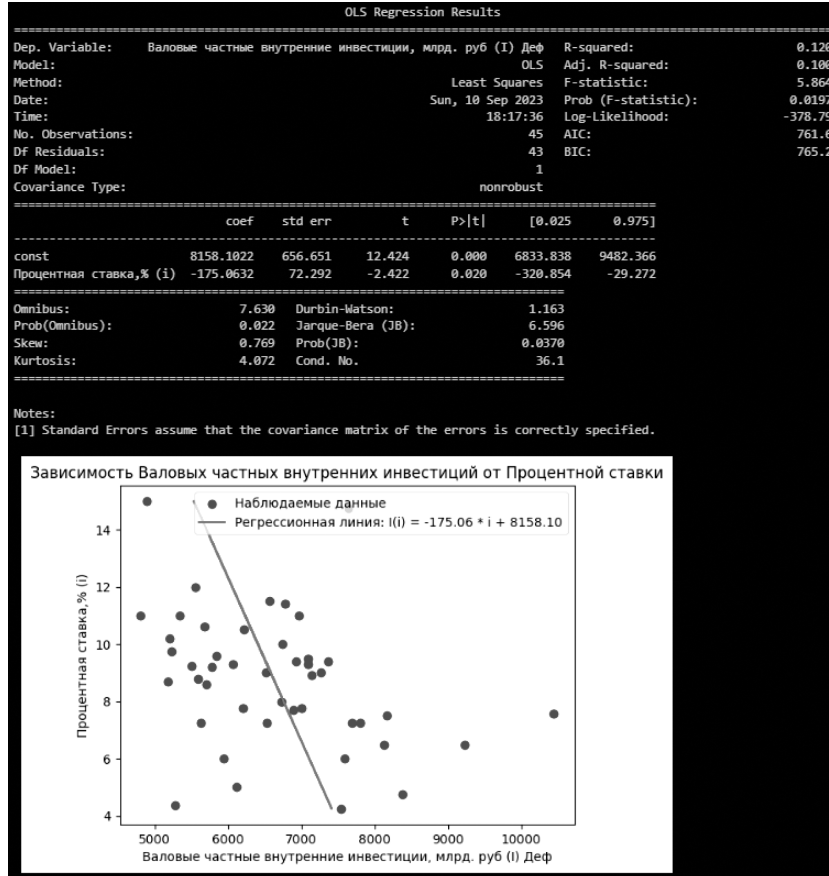 OLS Regression Results
Dep. Variable: Валовые частные внутренние инвестиции, млрд. руб (I) Деф R-squared: 0.120
Model: OLS Adj. R-squared: 0.100
Method: Least Squares F-statistic: 5.864
Date: Sun, 10 Sep 2023 Prob (F-statistic): 0.0197
Time: 18:17:36 Log-Likelihood: -378.79
No. Observations: 45 AIC: 761.6
Df Residuals: 43 BIC: 765.2
Df Model: 1
Covariance Type: nonrobust
coef std err t P>|t| [0.025 0.975]
const 8158.1022 656.651 12.424 0.000 6833.838 9482.366
Процентная ставка,% (i) -175.0632 72.292 -2.422 0.020 -320.854 -29.272
Omnibus: 7.630 Durbin-Watson: 1.163
Prob(Omnibus): 0.022 Jarque-Bera (JB): 6.596
Skew: 0.769 Prob(JB): 0.0370
Kurtosis: 4.072 Cond. No. 36.1
Notes:
[1] Standard Errors assume that the covariance matrix of the errors is correctly specified.
Зависимость Валовых частных внутренних инвестиций от Процентной ставки
Наблюдаемые данные
Регрессионная линия: I(i) = -175.06 * i + 8158.10
Процентная ставка,% (i)
14
12
10
8
6
4
5000 6000 7000 8000 9000 10000
Валовые частные внутренние инвестиции, млрд. руб (I) Деф